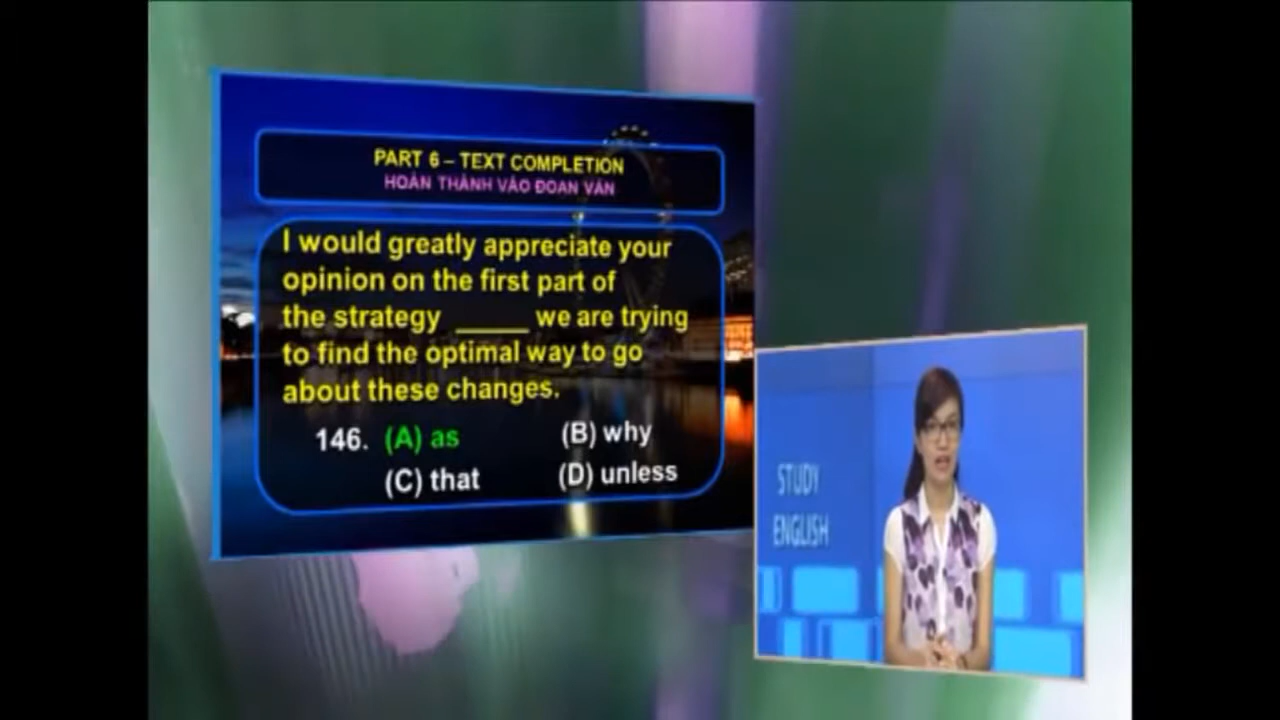 PART 6 – TEXT COMPLETION
HOÀN THÀNH VÀO ĐOẠN VĂN
I would greatly appreciate your
opinion on the first part of
the strategy _____ we are trying
to find the optimal way to go
about these changes.
146. (A) as (B) why
(C) that (D) unless
STUDY
ENGLISH